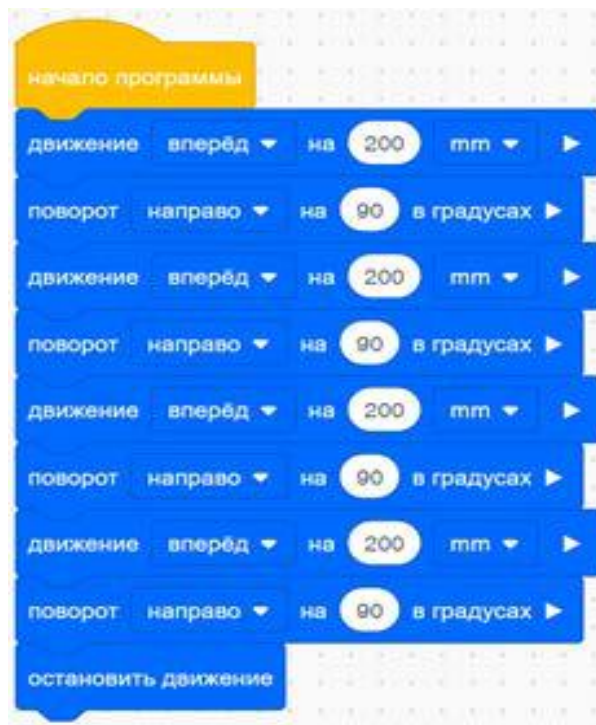 начало программы
движение вперёд на 200 mm
поворот направо на 90 в градусах
движение вперёд на 200 mm
поворот направо на 90 в градусах
движение вперёд на 200 mm
поворот направо на 90 в градусах
движение вперёд на 200 mm
поворот направо на 90 в градусах
остановить движение